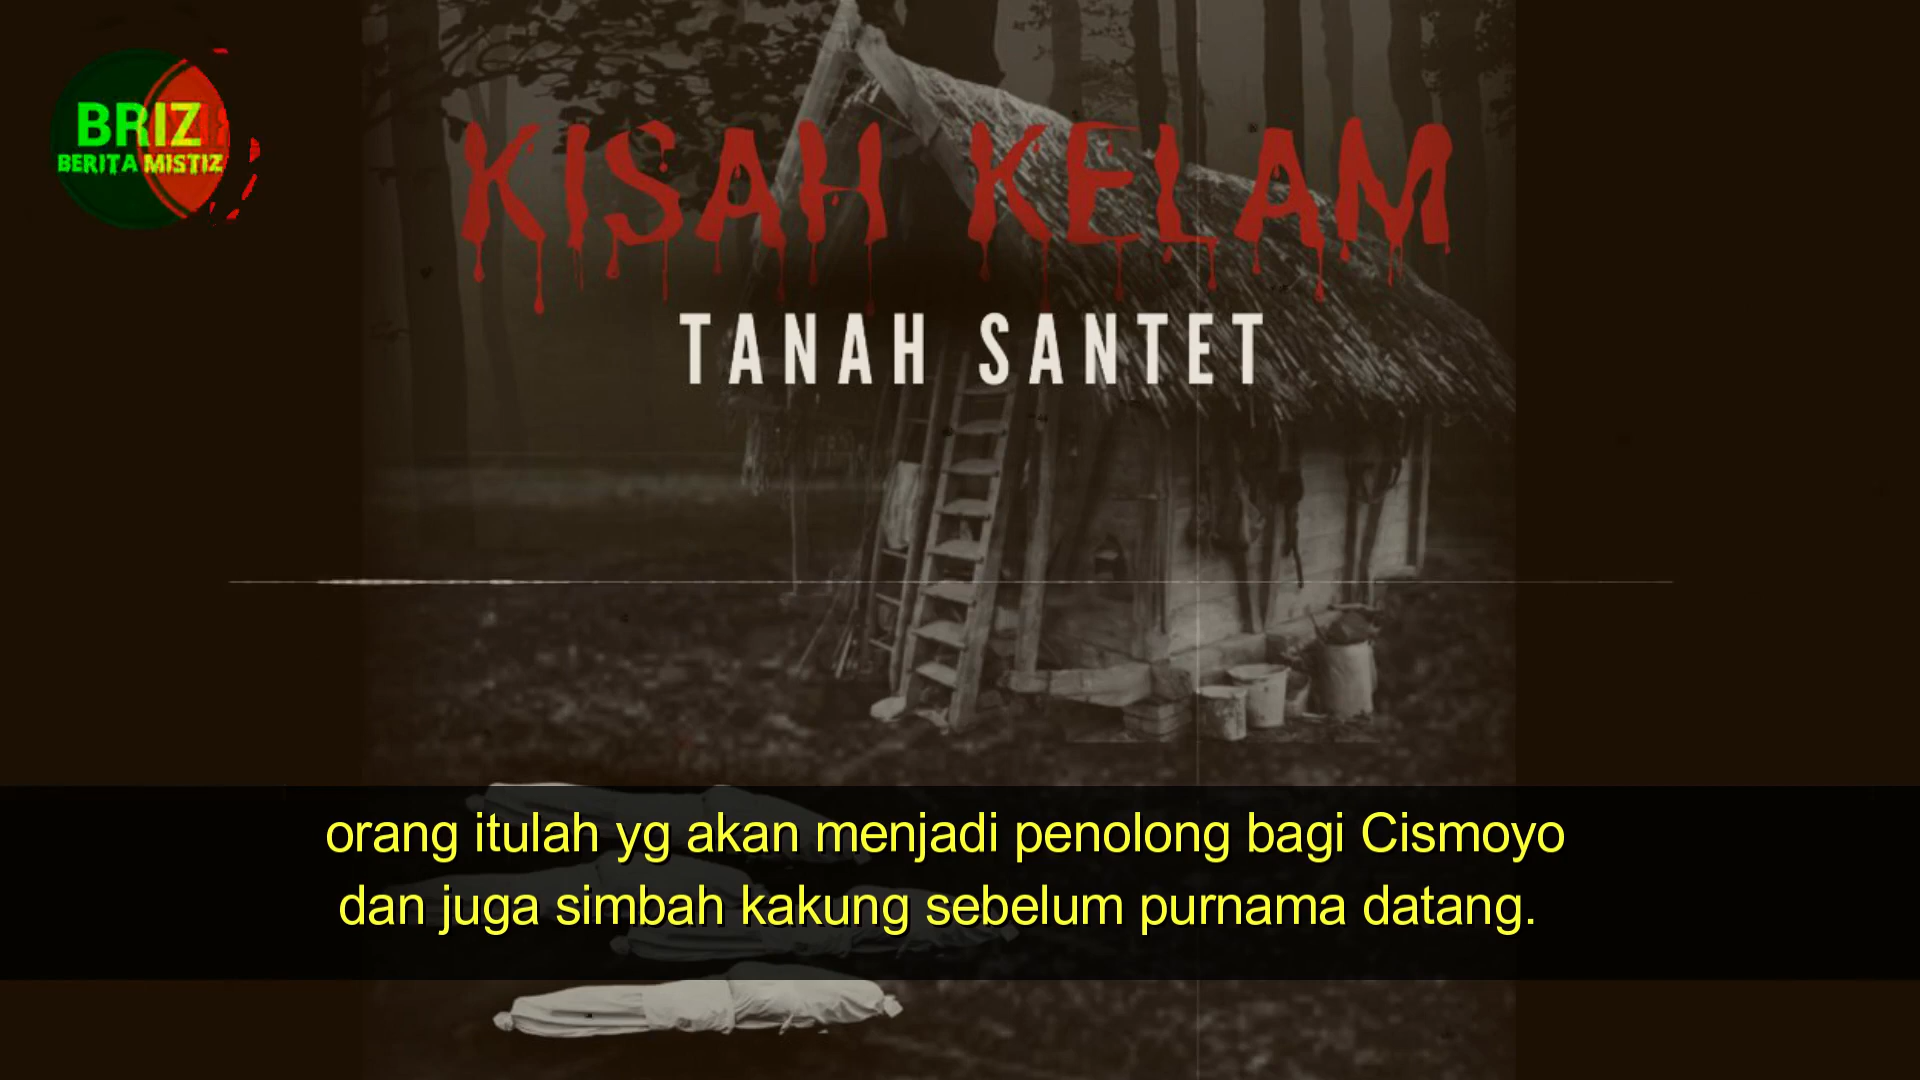 BRIZ
BERITA MISTIZ
KISAH KELAM
TANAH SANTET
orang itulah yg akan menjadi penolong bagi Cismoyo
dan juga simbah kakung sebelum purnama datang.